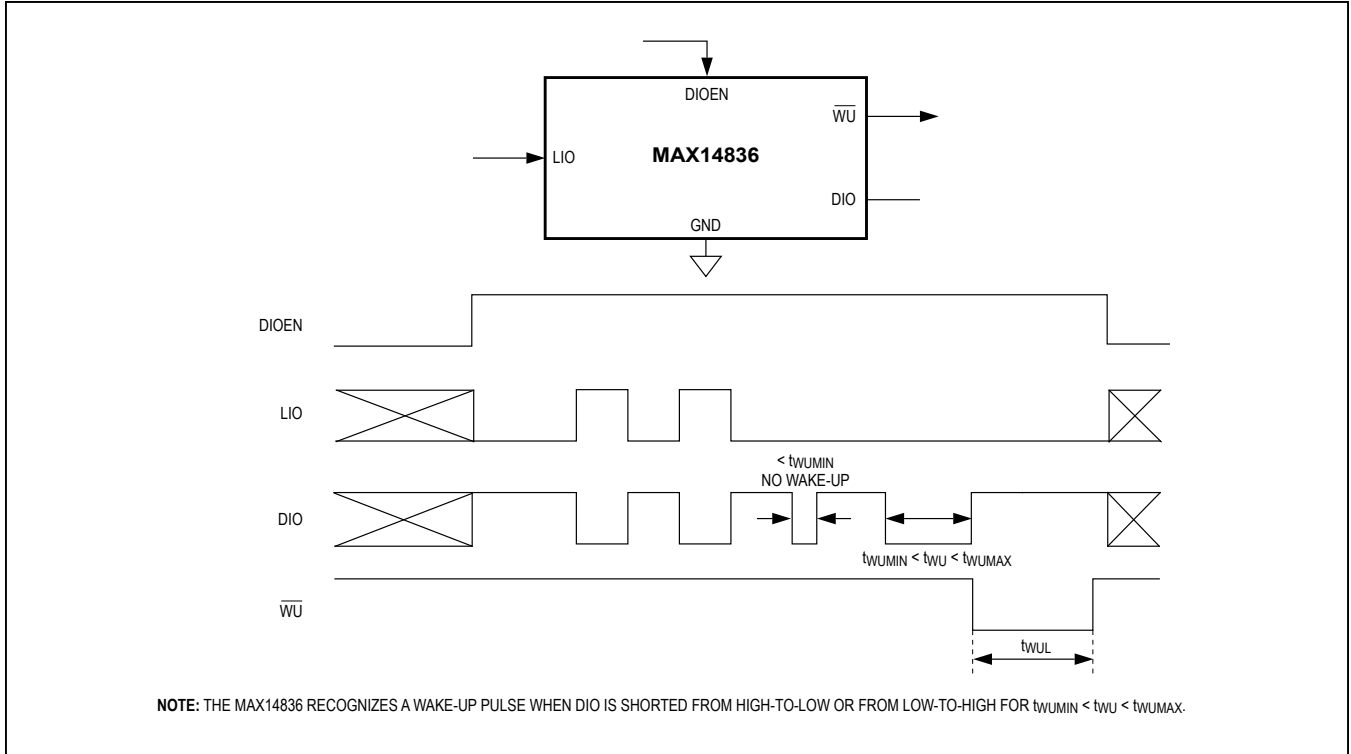 DIOEN
WU
LIO
MAX14836
DIO
GND
DIOEN
LIO
< tWUMIN
NO WAKE-UP
DIO
tWUMIN < tWU < tWUMAX
WU
tWUL
NOTE: THE MAX14836 RECOGNIZES A WAKE-UP PULSE WHEN DIO IS SHORTED FROM HIGH-TO-LOW OR FROM LOW-TO-HIGH FOR tWUMIN < tWU < tWUMAX.